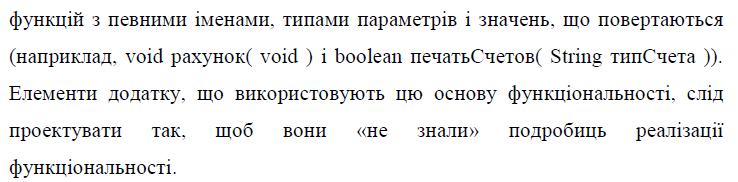 функцій з певними іменами, типами параметрів і значень, що повертаються
(наприклад, void рахунок( void ) і boolean печатьСчетов( String типСчета )).
Елементи додатку, що використовують цю основу функціональності, слід
проектувати так, щоб вони «не знали» подробиць реалізації
функціональності.